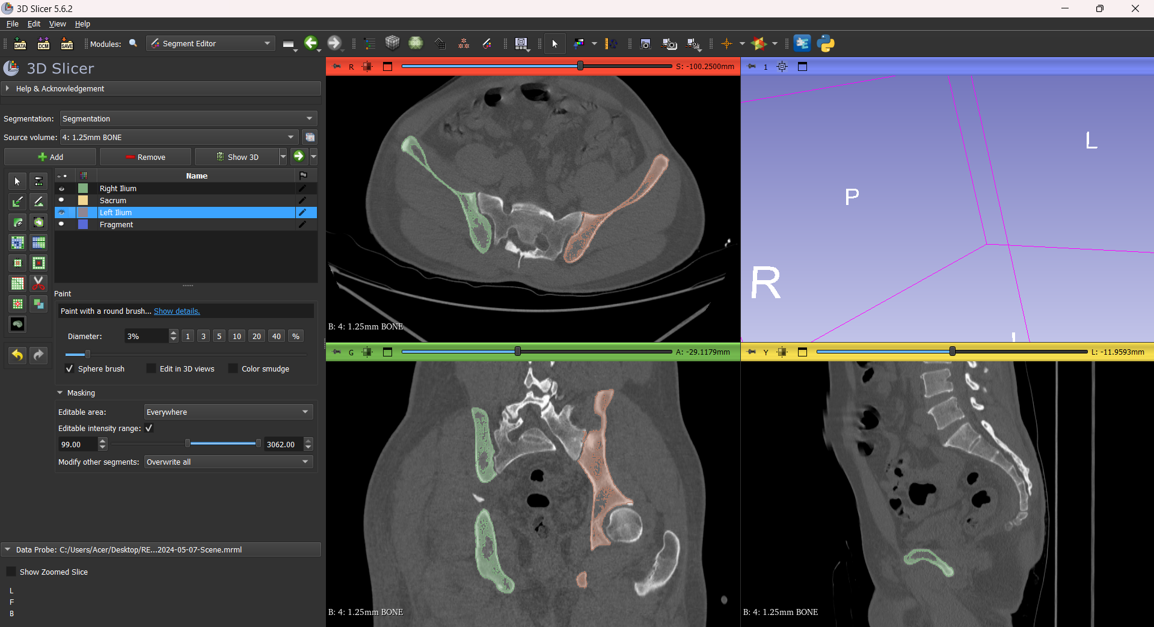 3D Slicer 5.6.2
File Edit View Help
DATA DCM SAVE Modules: Segment Editor
3D Slicer
Help & Acknowledgement
Segmentation: Segmentation
Source volume: 4: 1.25mm BONE
Add Remove Show 3D
Name
Right Ilium
Sacrum
Left Ilium
Fragment
Paint
Paint with a round brush... Show details.
Diameter: 3% 1 3 5 10 20 40 %
Sphere brush Edit in 3D views Color smudge
Masking
Editable area: Everywhere
Editable intensity range:
99.00 3062.00
Modify other segments: Overwrite all
Data Probe: C:/Users/Acer/Desktop/RE...2024-05-07-Scene.mrml
Show Zoomed Slice
L
F
B
R S: -100.2500mm
B: 4: 1.25mm BONE
1
L
P
R
G A: -29.1179mm
B: 4: 1.25mm BONE
Y L: -11.9593mm
B: 4: 1.25mm BONE